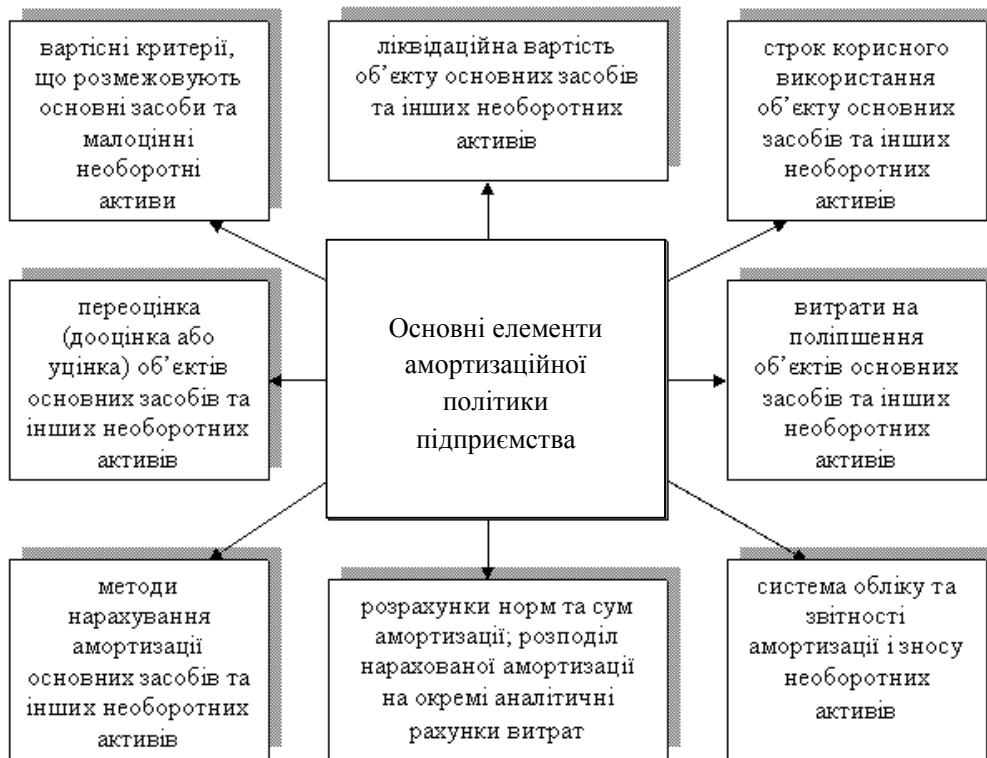 вартісні критерії,
що розмежовують
основні засоби та
малоцінні
необоротні
активи
ліквідаційна вартість
об’єкту основних засобів
та інших необоротних
активів
строк корисного
використання
об’єкту основних
засобів та інших
необоротних
активів
переоцінка
(дооцінка або
уцінка) об’єктів
основних засобів та
інших необоротних
активів
Основні елементи
амортизаційної
політики
підприємства
витрати на
поліпшення
об’єктів основних
засобів та інших
необоротних
активів
методи
нарахування
амортизації
основних засобів та
інших необоротних
активів
розрахунки норм та сум
амортизації; розподіл
нарахованої амортизації
на окремі аналітичні
рахунки витрат
система обліку та
звітності
амортизації і зносу
необоротних
активів